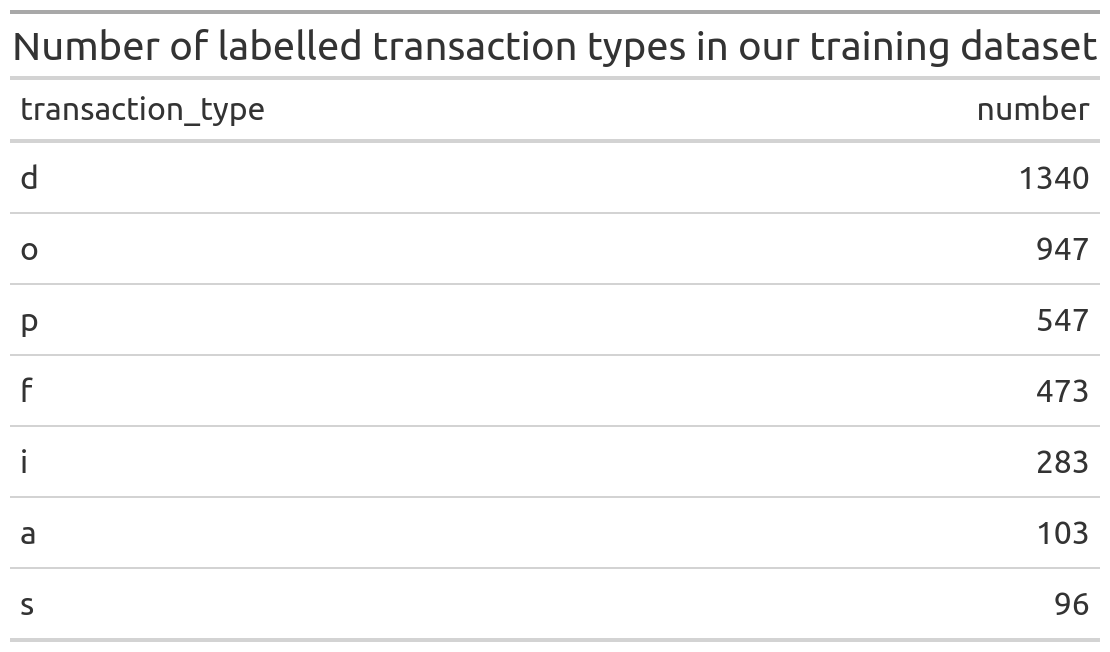 Number of labelled transaction types in our training dataset
transaction_type number
d 1340
o 947
p 547
f 473
i 283
a 103
s 96